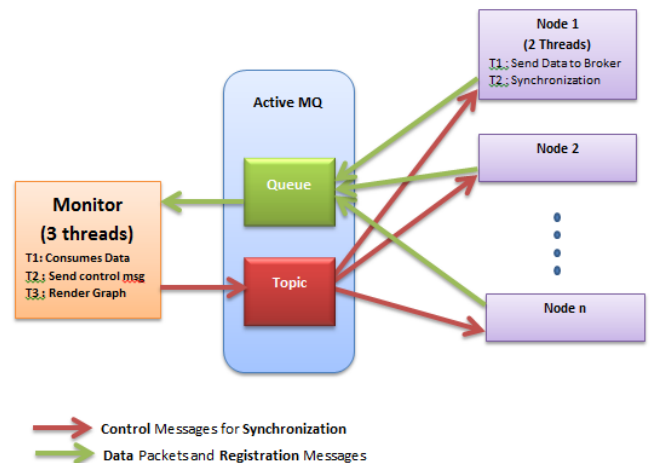 Node 1
(2 Threads)
T1 : Send Data to Broker
T2 : Synchronization
Active MQ
Node 2
Queue
Monitor
(3 threads)
T1: Consumes Data
T2 : Send control msg
T3 : Render Graph
Topic
Node n
Control Messages for Synchronization
Data Packets and Registration Messages